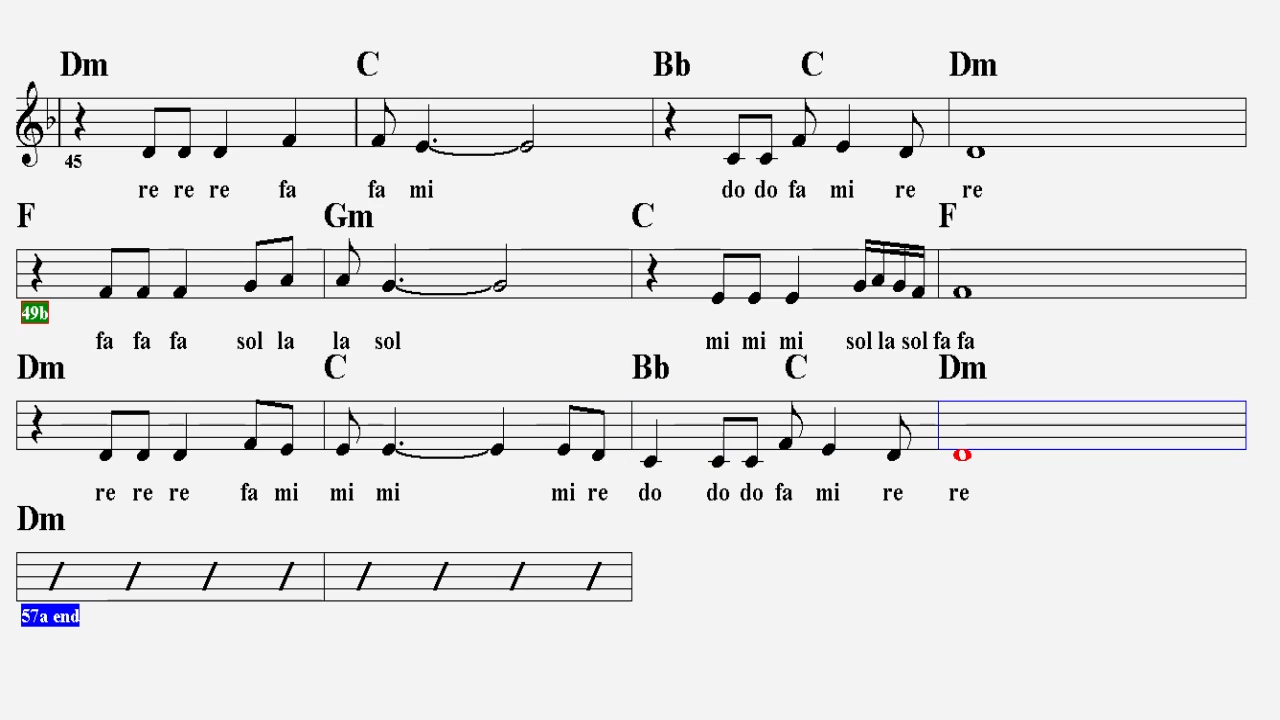 Dm C Bb C Dm
45
re re re fa fa mi do do fa mi re re
F Gm C F
49b
fa fa fa sol la la sol mi mi mi sol la sol fa fa
Dm C Bb C Dm
re re re fa mi mi mi mi re do do do fa mi re re
Dm
57a end